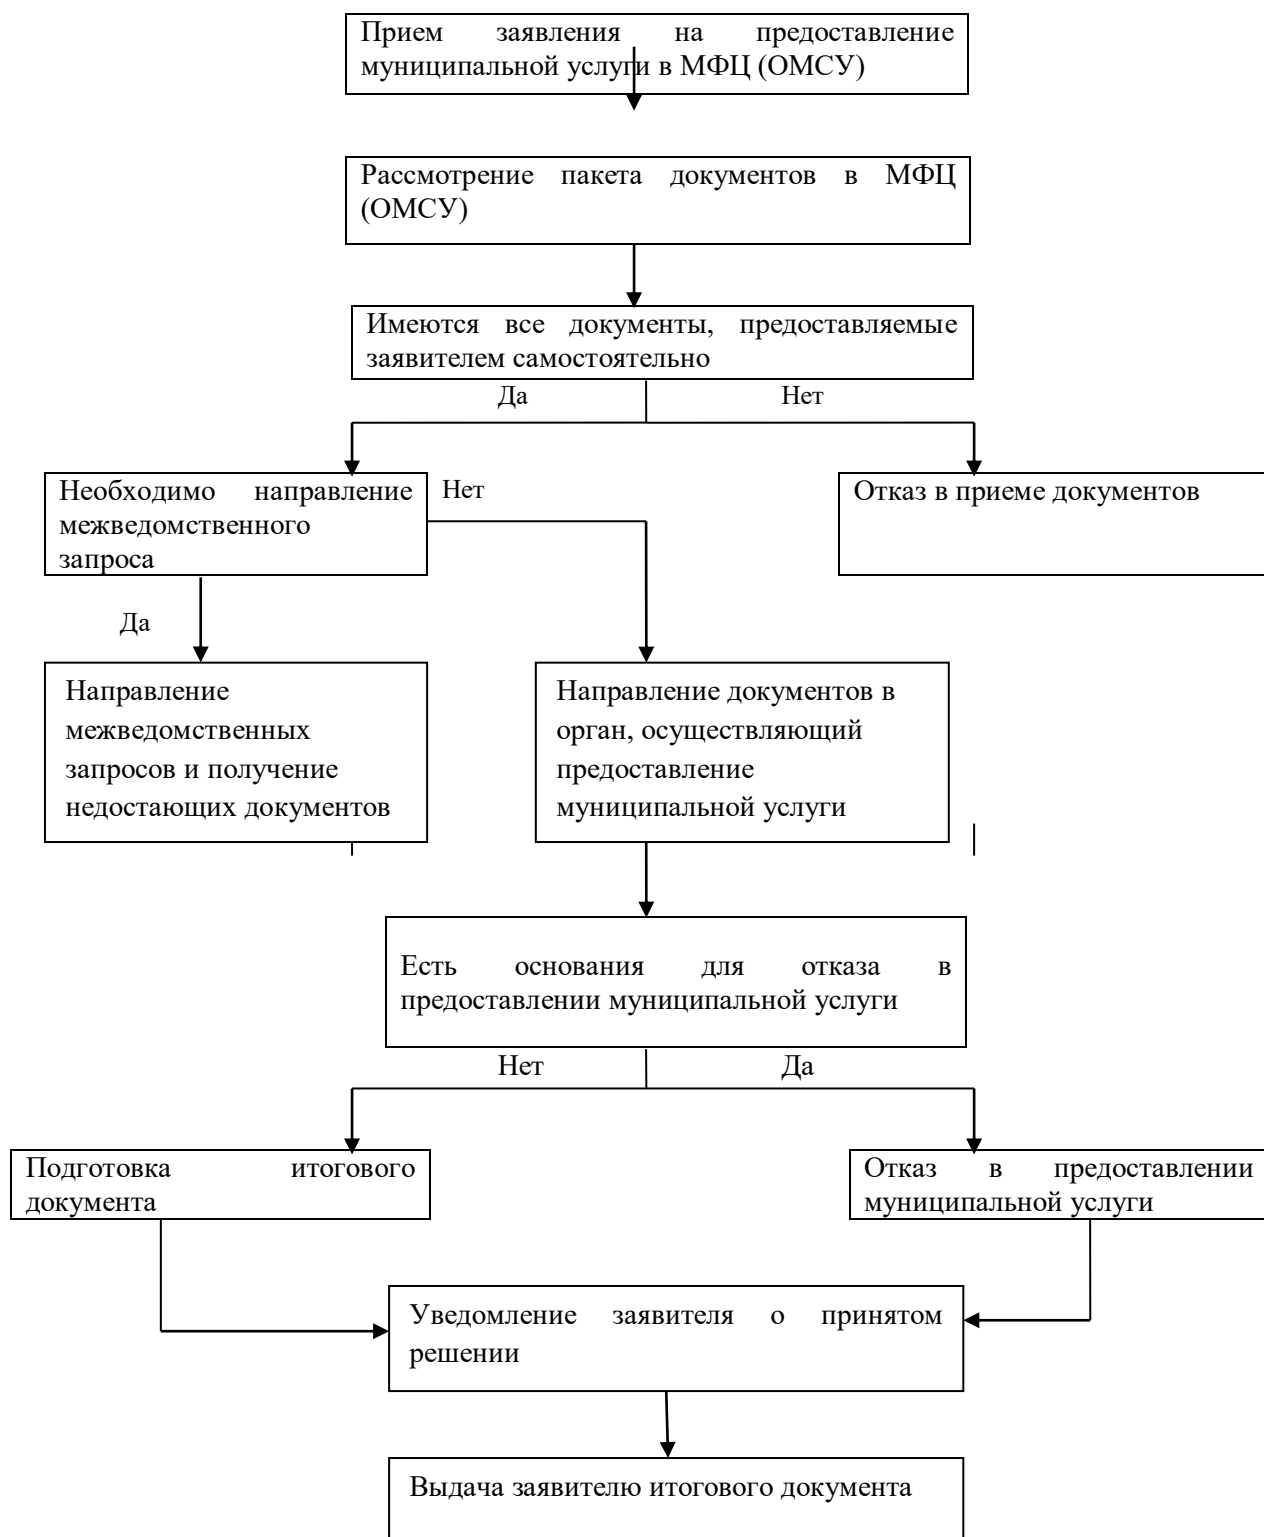 Прием заявления на предоставление
муниципальной услуги в МФЦ (ОМСУ)
Рассмотрение пакета документов в МФЦ
(ОМСУ)
Имеются все документы, предоставляемые
заявителем самостоятельно
Да
Нет
Необходимо направление
межведомственного
запроса
Нет
Отказ в приеме документов
Да
Направление
межведомственных
запросов и получение
недостающих документов
Направление документов в
орган, осуществляющий
предоставление
муниципальной услуги
Есть основания для отказа в
предоставлении муниципальной услуги
Нет
Да
Подготовка итогового
документа
Отказ в предоставлении
муниципальной услуги
Уведомление заявителя о принятом
решении
Выдача заявителю итогового документа